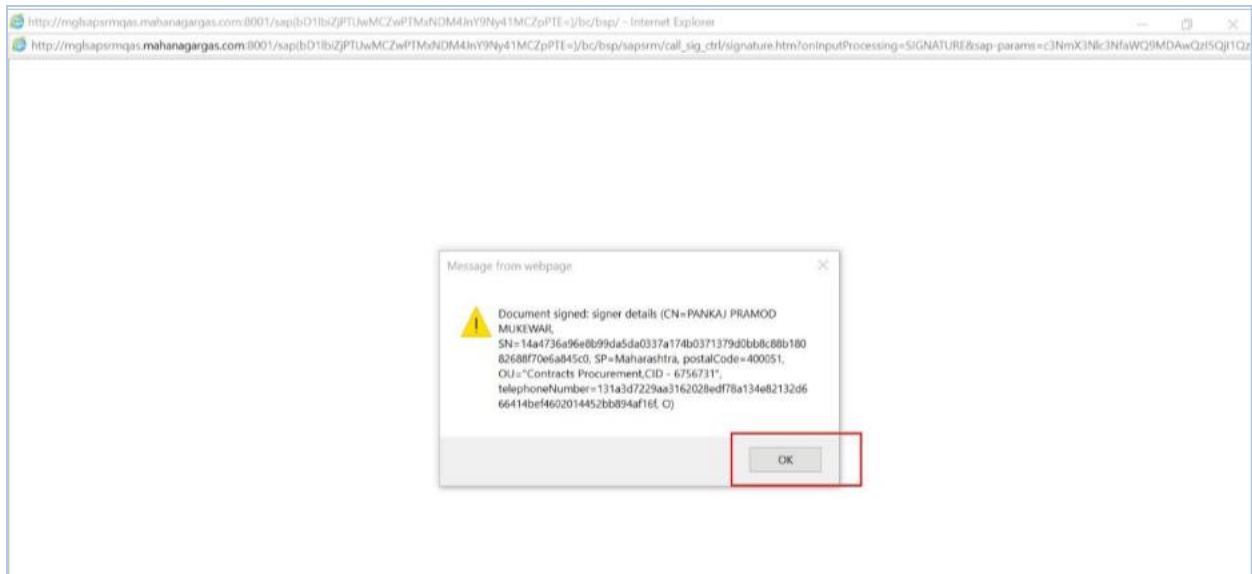 http://mglsapsrmqas.mahanagargas.com:8001/sap(bD1lbiZjPTUwMCZwPTMxNDM4JnY9Ny41MCZpPTE=)/bc/bsp/ - Internet Explorer
http://mglsapsrmqas.mahanagargas.com:8001/sap(bD1lbiZjPTUwMCZwPTMxNDM4JnY9Ny41MCZpPTE=)/bc/bsp/sapsrm/call_sig_ctrl/signature.htm?onInputProcessing=SIGNATURE&sap-params=c3NmX3Nlc3NfaWQ9MDAwQzI5QjI1Qz
Message from webpage
Document signed: signer details (CN=PANKAJ PRAMOD
MUKEWAR,
SN=14a4736a96e8b99da5da0337a174b0371379d0bb8c88b180
82688f70e6a845c0, SP=Maharashtra, postalCode=400051,
OU="Contracts Procurement,CID - 6756731",
telephoneNumber=131a3d7229aa3162028edf78a134e82132d6
66414bef4602014452bb894af16f, O)
OK